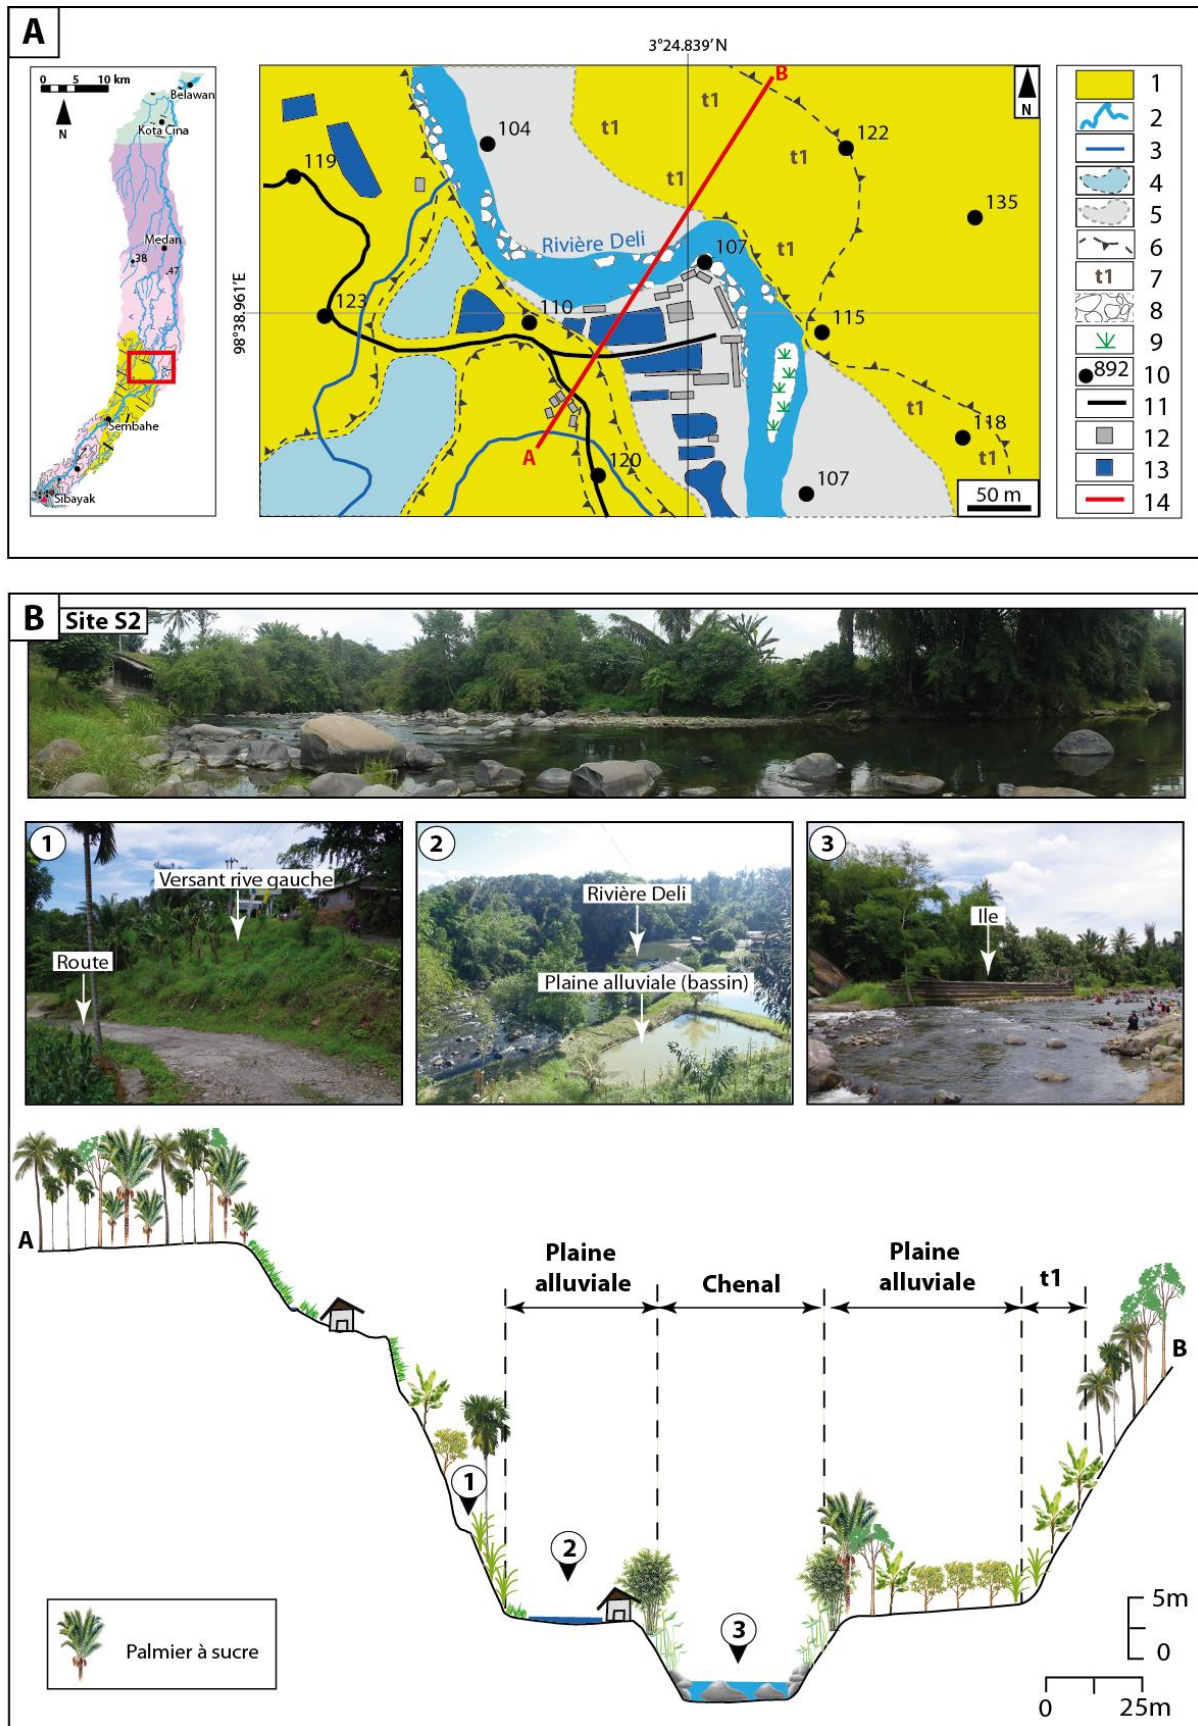 A
0 5 10 km
N
Belawan
Kota Cina
Medan
38
47
Sembahe
Sibayak
3°24.839'N
98°38.961'E
N
B
t1
t1
t1
t1
t1
t1
t1
104
122
119
135
Rivière Deli
107
123
110
115
118
A
120
107
50 m
1
2
3
4
5
6
t1 7
8
9
892 10
11
12
13
14
B Site S2
1
Versant rive gauche
Route
2
Rivière Deli
Plaine alluviale (bassin)
3
Ile
A
Plaine
alluviale
Chenal
Plaine
alluviale
t1
B
1
2
3
Palmier à sucre
5m
0
0 25m